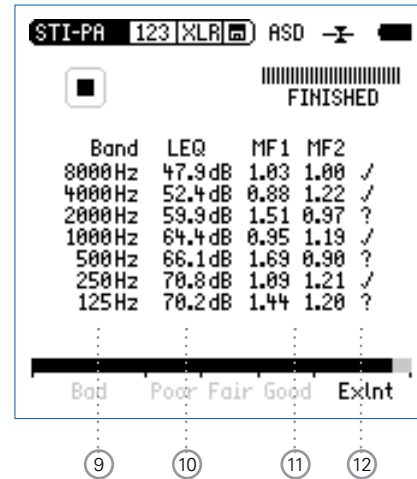 STI-PA 123 XLR ASD
FINISHED
Band LEQ MF1 MF2
8000Hz 47.9dB 1.03 1.00 ✓
4000Hz 52.4dB 0.88 1.22 ✓
2000Hz 59.9dB 1.51 0.97 ?
1000Hz 64.4dB 0.95 1.19 ✓
500Hz 66.1dB 1.69 0.90 ?
250Hz 70.8dB 1.09 1.21 ✓
125Hz 70.2dB 1.44 1.20 ?
Bad Poor Fair Good Exlnt
9 10 11 12